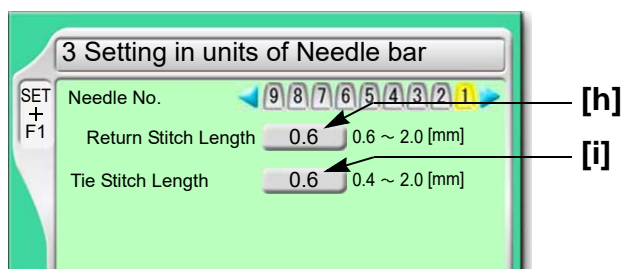 3 Setting in units of Needle bar
SET
+
F1
Needle No. 9 8 7 6 5 4 3 2 1
[h]
Return Stitch Length 0.6 0.6 ～ 2.0 [mm]
[i]
Tie Stitch Length 0.6 0.4 ～ 2.0 [mm]